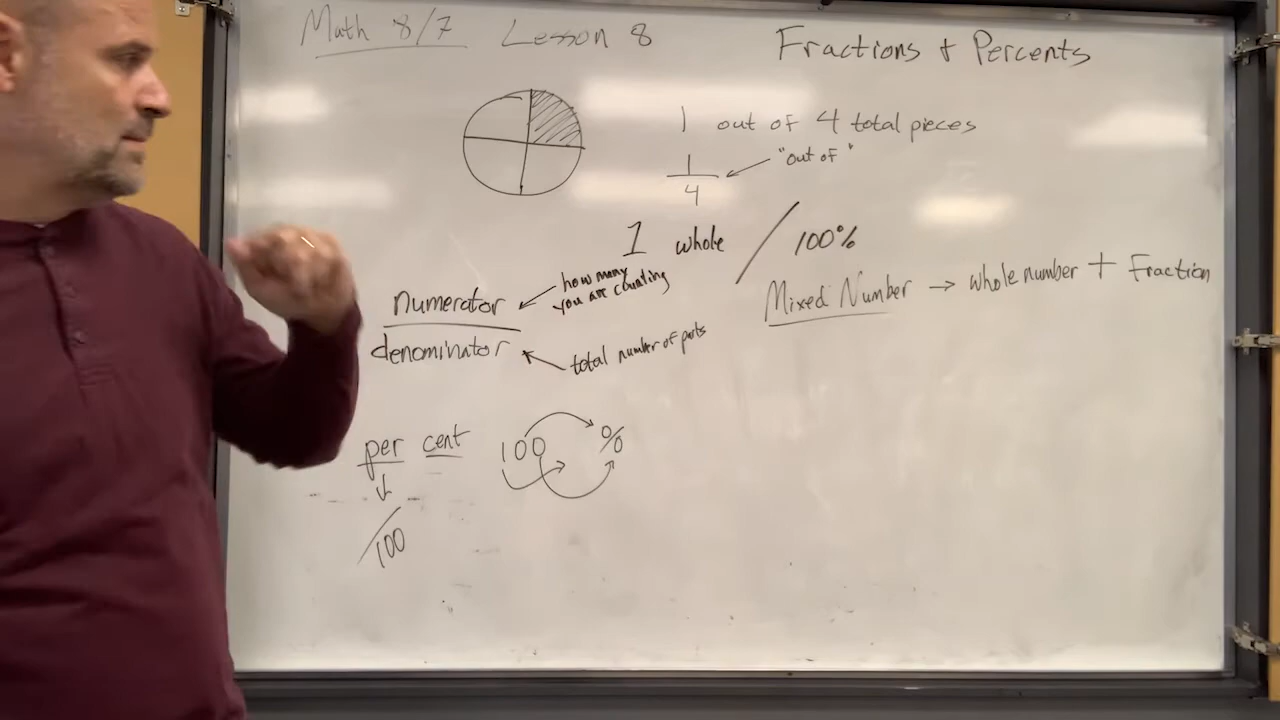 Math 8/7 Lesson 8
Fractions + Percents
1 out of 4 total pieces
1
4
"out of"
1 whole / 100%
numerator
denominator
how many
you are counting
total number of parts
Mixed Number → whole number + Fraction
per cent
/100
100 %